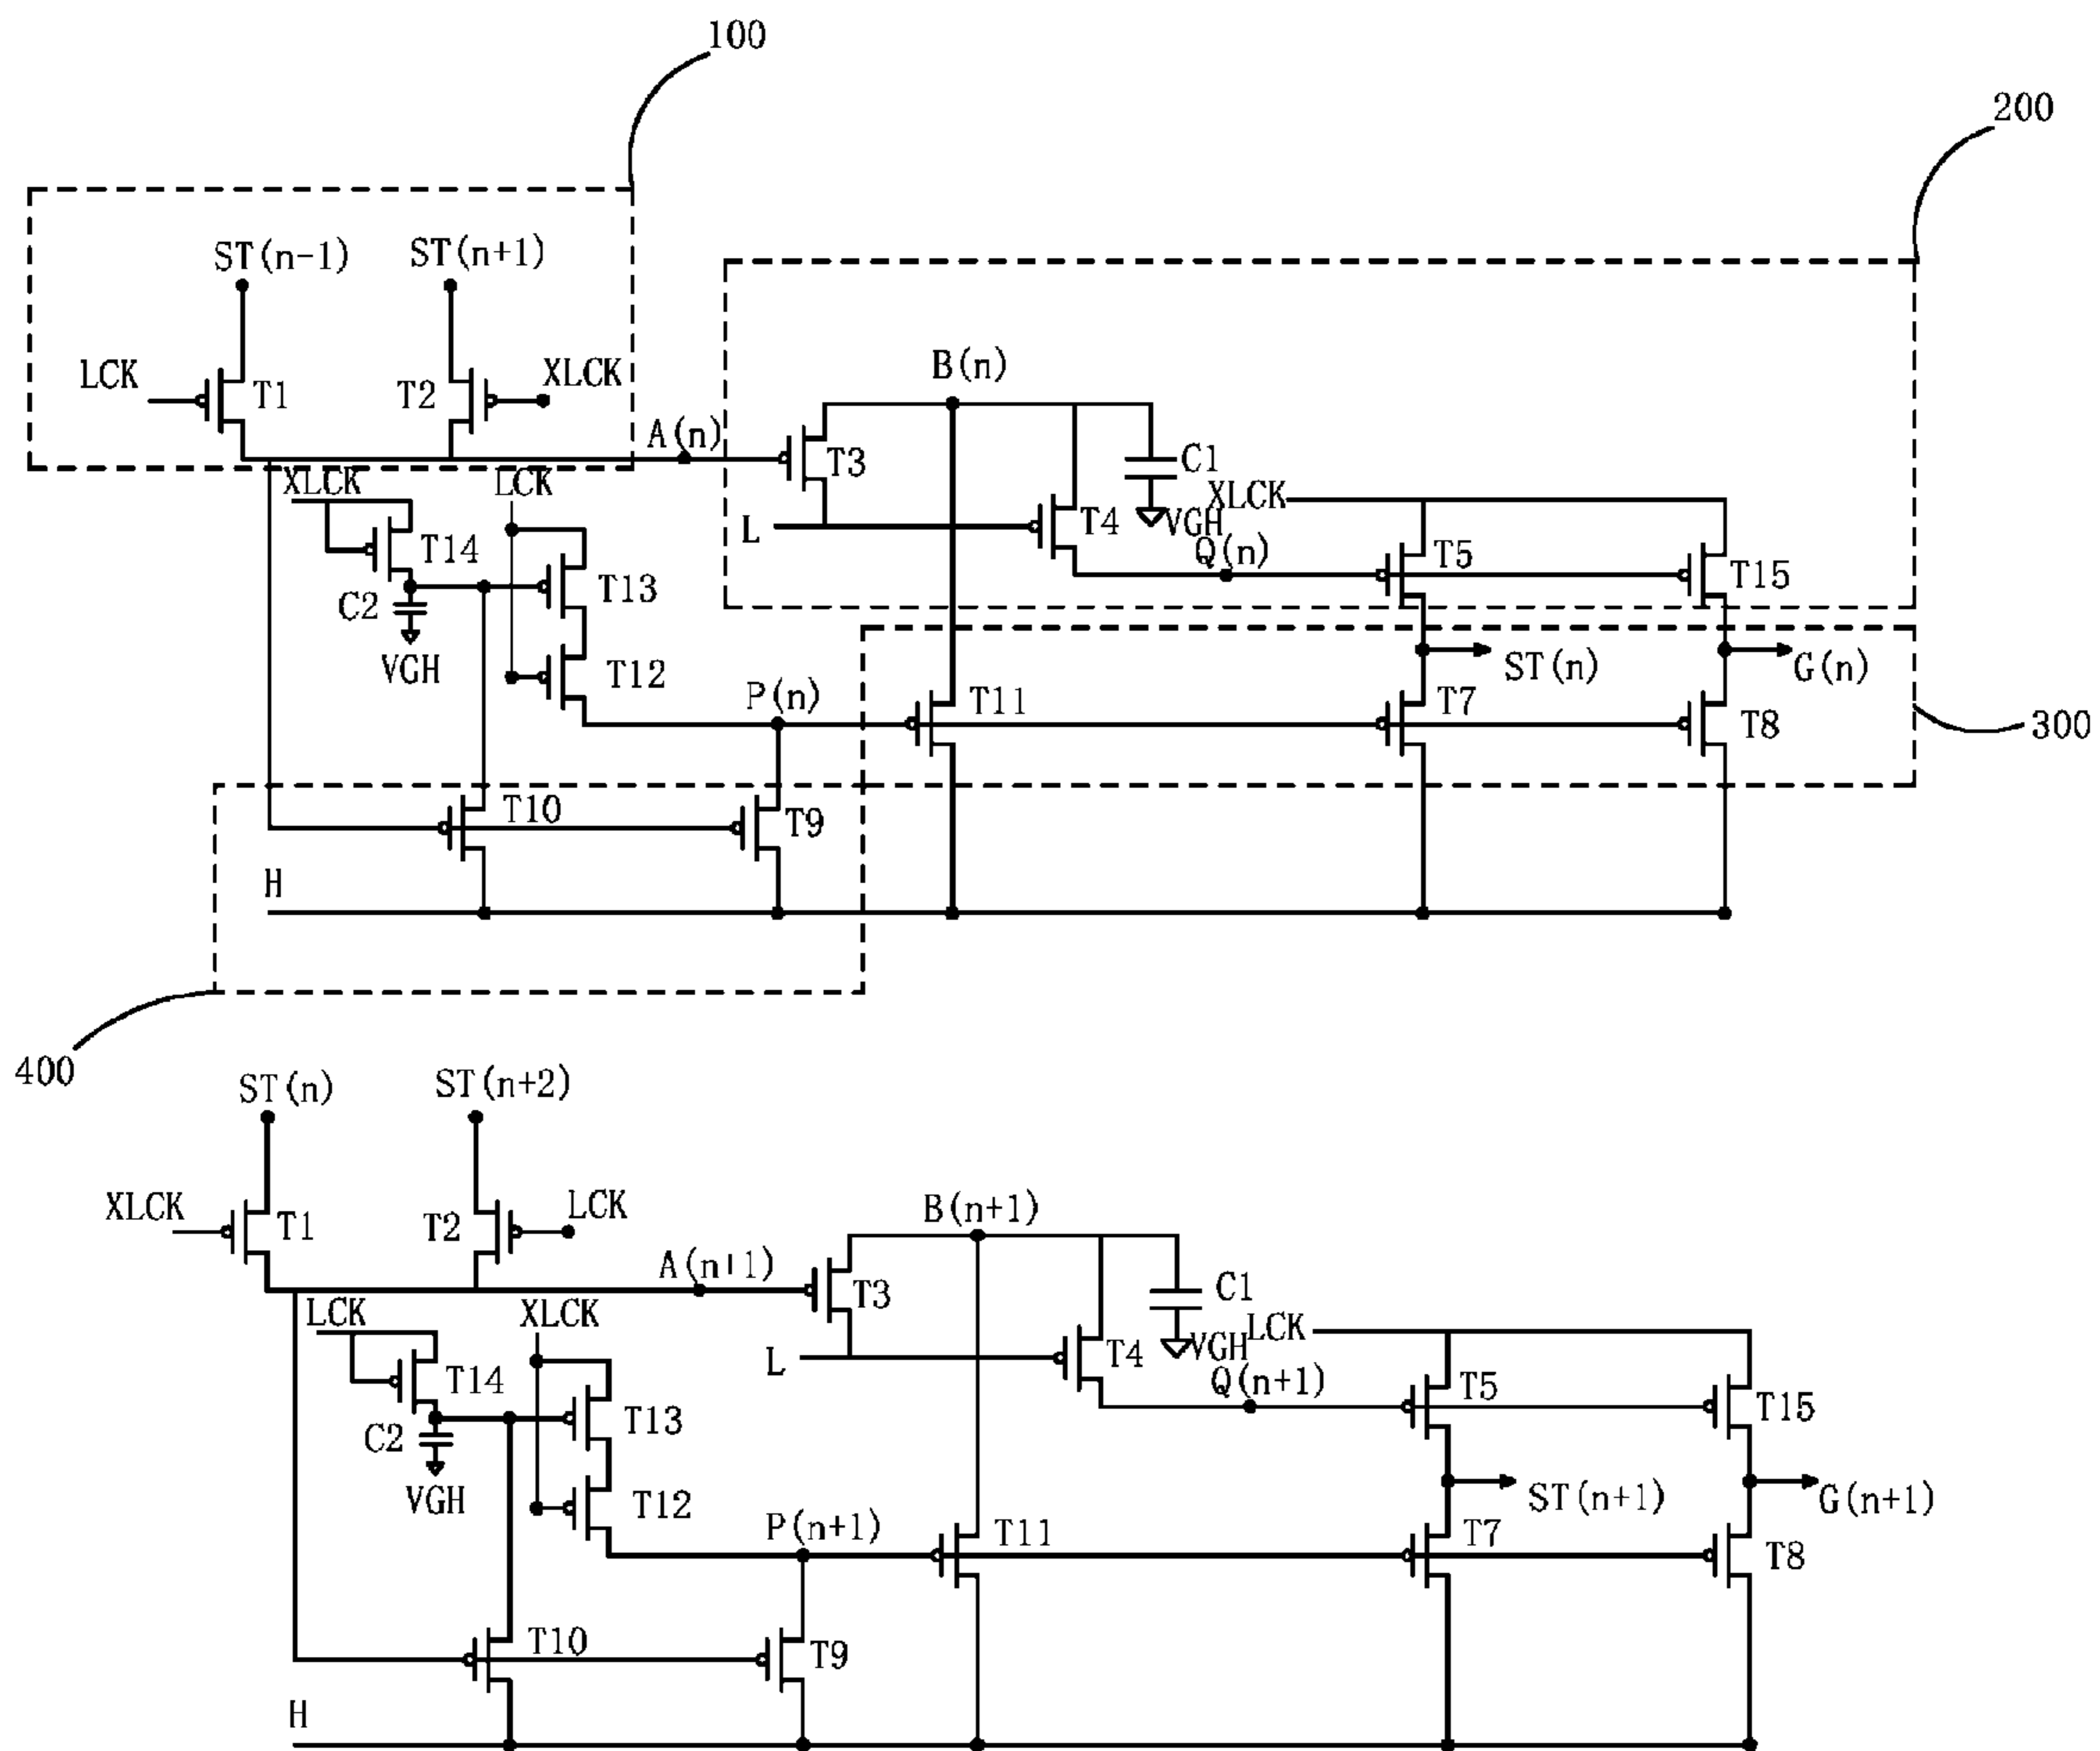 100
200
ST(n-1)
ST(n+1)
LCK
T1
T2
XLCK
B(n)
A(n)
T3
C1
XLCK
LCK
XLCK
L
T4
VGH
T14
Q(n)
T5
T15
C2
T13
VGH
T12
ST(n)
G(n)
P(n)
T11
T7
T8
300
T10
T9
H
400
ST(n)
ST(n+2)
XLCK
T1
T2
LCK
B(n+1)
A(n+1)
T3
C1
LCK
XLCK
LCK
L
T4
VGH
T14
Q(n+1)
T5
T15
C2
T13
VGH
T12
ST(n+1)
G(n+1)
P(n+1)
T11
T7
T8
T10
T9
H